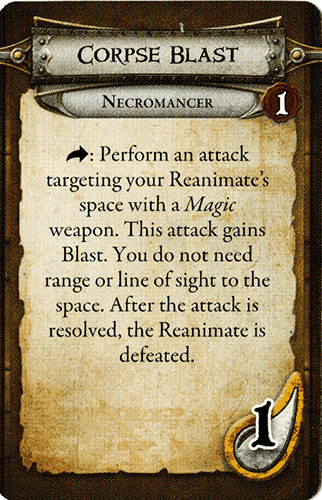 CORPSE BLAST
NECROMANCER
1
: Perform an attack
targeting your Reanimate's
space with a Magic
weapon. This attack gains
Blast. You do not need
range or line of sight to the
space. After the attack is
resolved, the Reanimate is
defeated.
1